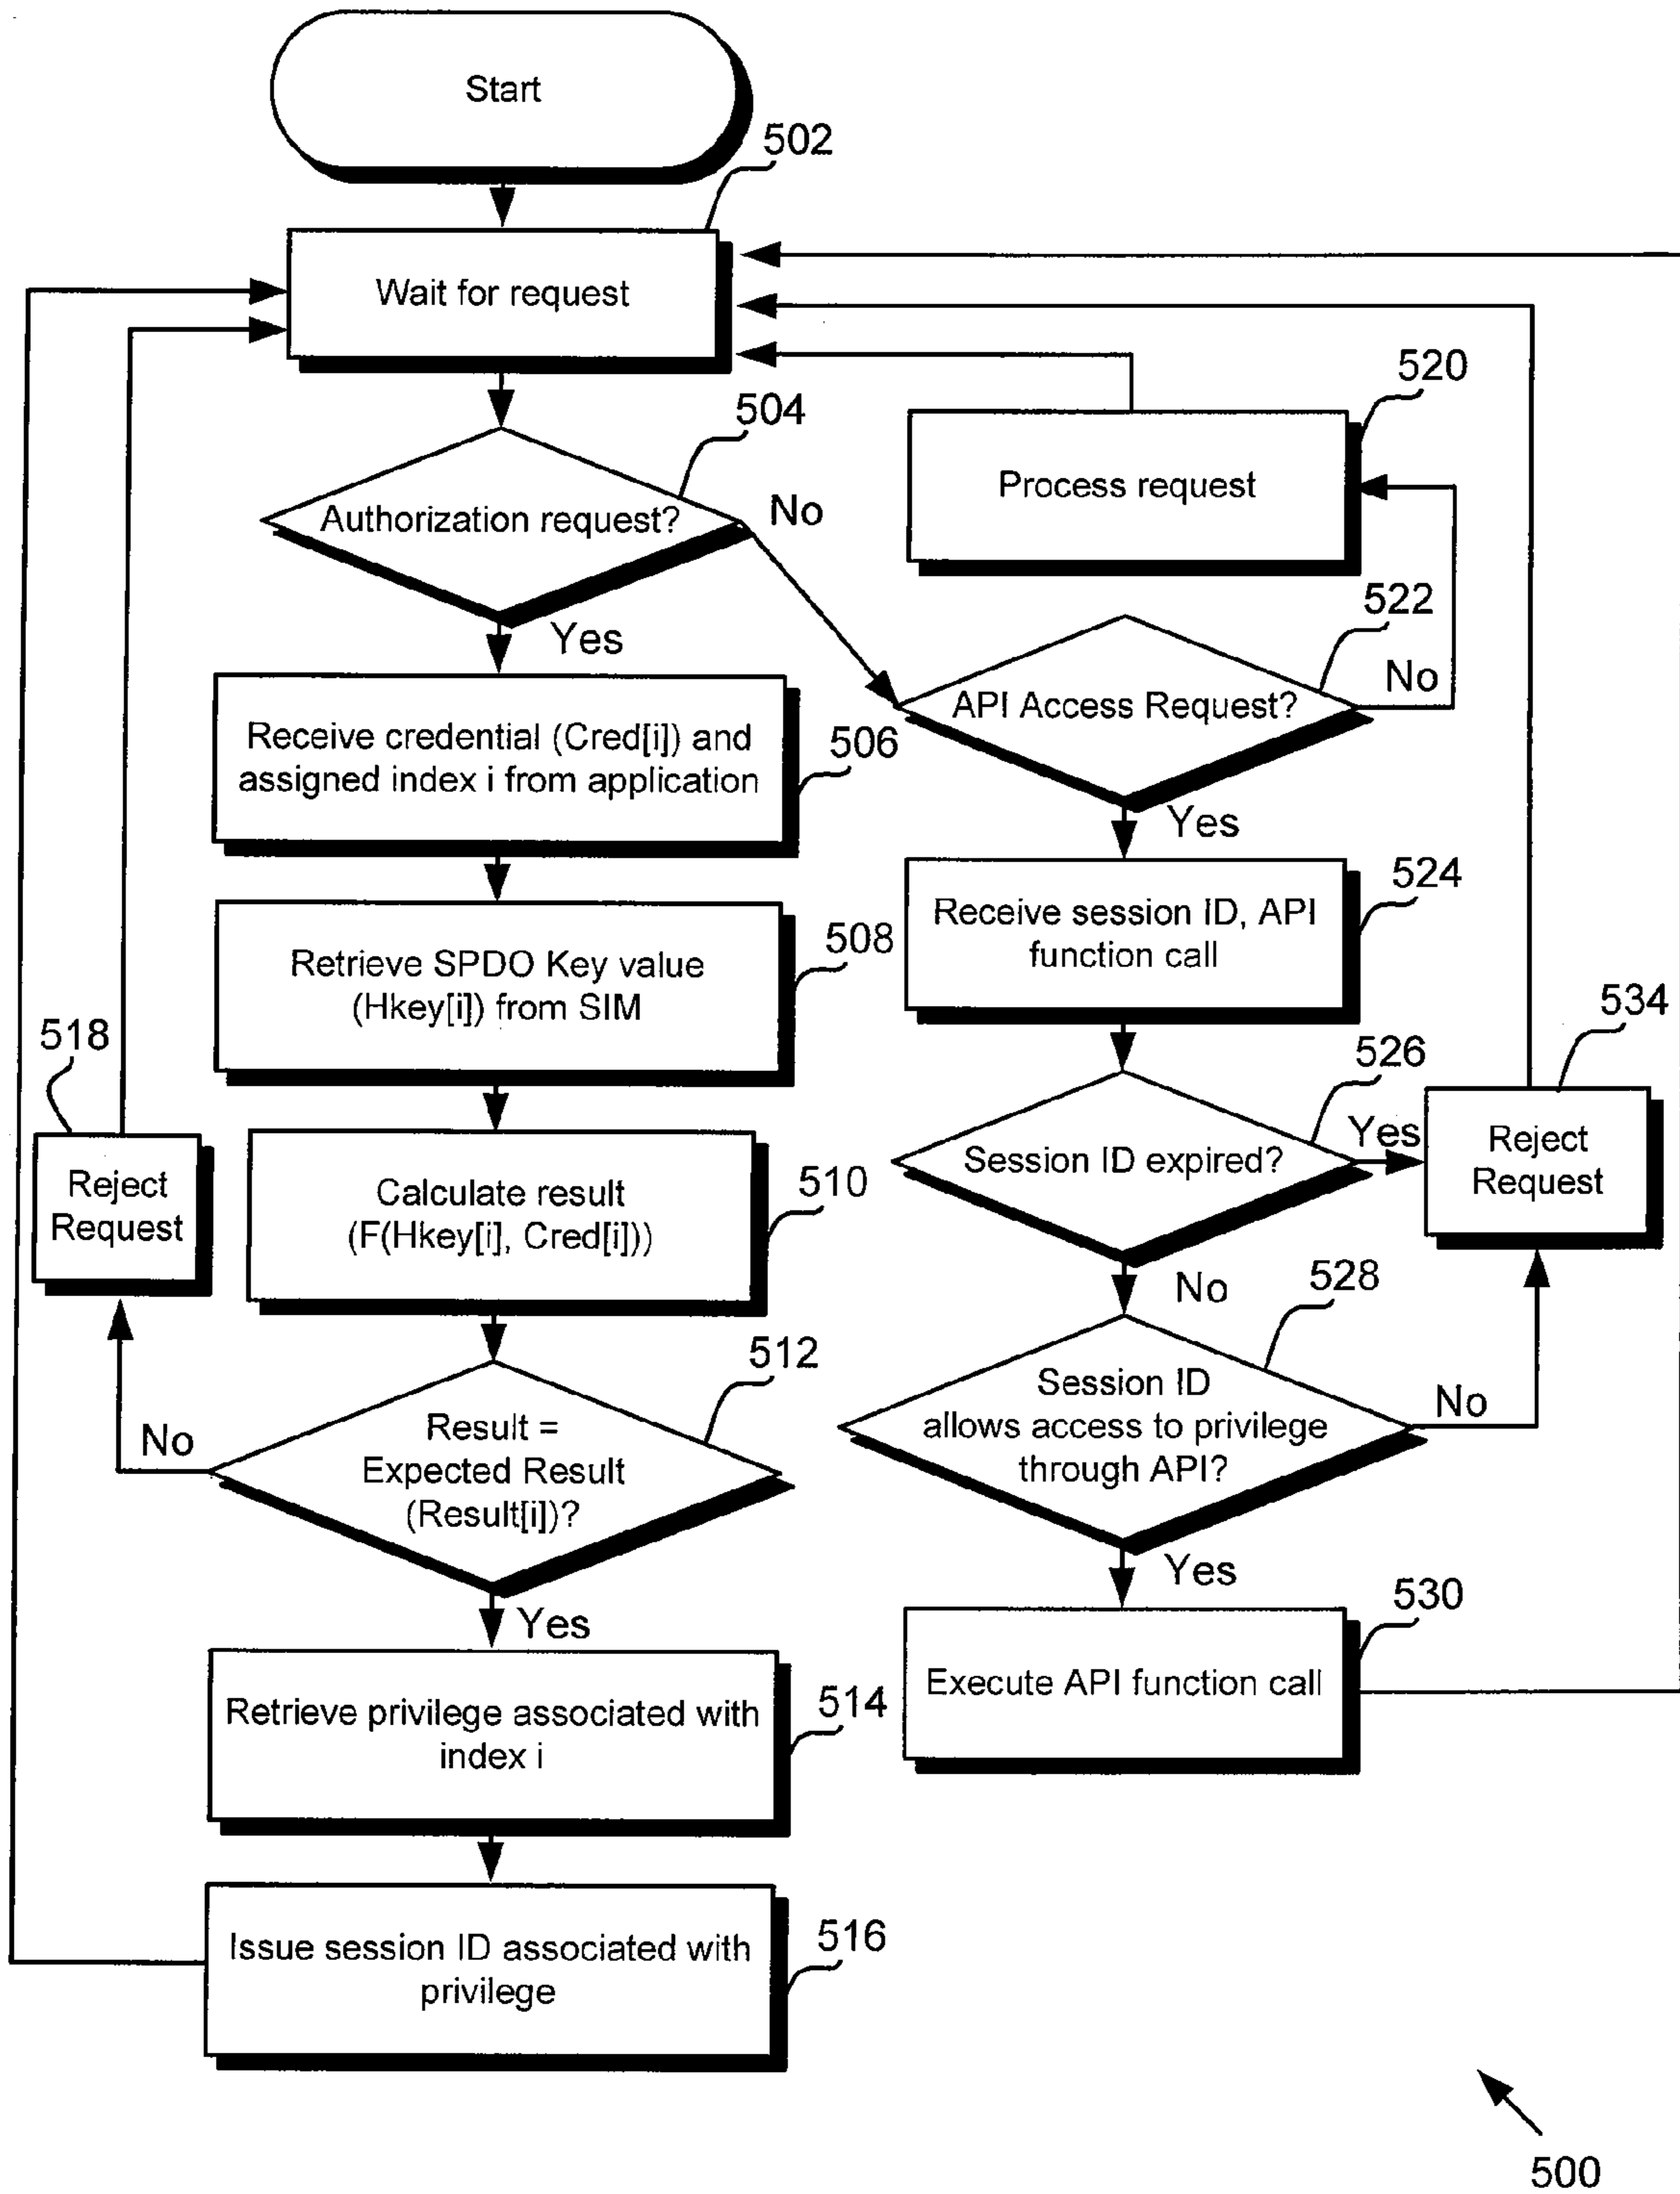 Start
502
Wait for request
504
Authorization request?
No
Yes
520
Process request
522
API Access Request?
No
Yes
Receive credential (Cred[i]) and
assigned index i from application
506
Retrieve SPDO Key value
(Hkey[i]) from SIM
508
Calculate result
(F(Hkey[i], Cred[i]))
510
518
Reject
Request
512
Result =
Expected Result
(Result[i])?
No
Yes
Retrieve privilege associated with
index i
514
Issue session ID associated with
privilege
516
Receive session ID, API
function call
524
526
Session ID expired?
Yes
No
534
Reject
Request
528
Session ID
allows access to privilege
through API?
No
Yes
530
Execute API function call
500